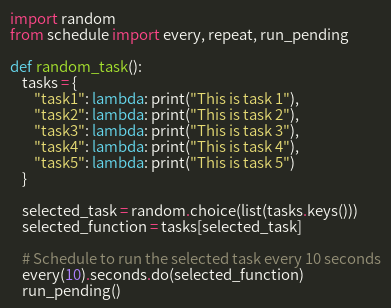 import random
from schedule import every, repeat, run_pending

def random_task():
    tasks = {
        "task1": lambda: print("This is task 1"),
        "task2": lambda: print("This is task 2"),
        "task3": lambda: print("This is task 3"),
        "task4": lambda: print("This is task 4"),
        "task5": lambda: print("This is task 5")
    }

    selected_task = random.choice(list(tasks.keys()))
    selected_function = tasks[selected_task]

    # Schedule to run the selected task every 10 seconds
    every(10).seconds.do(selected_function)
    run_pending()